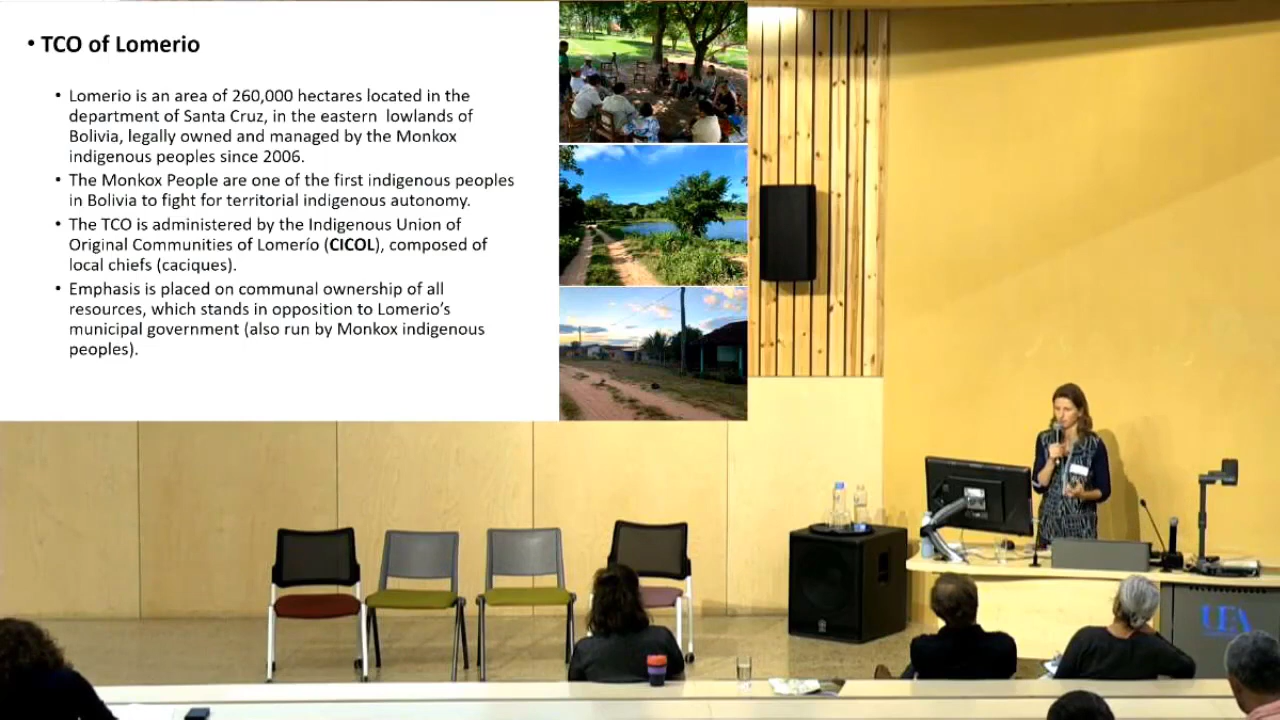 • TCO of Lomerio
• Lomerio is an area of 260,000 hectares located in the
department of Santa Cruz, in the eastern lowlands of
Bolivia, legally owned and managed by the Monkox
indigenous peoples since 2006.
• The Monkox People are one of the first indigenous peoples
in Bolivia to fight for territorial indigenous autonomy.
• The TCO is administered by the Indigenous Union of
Original Communities of Lomerío (CICOL), composed of
local chiefs (caciques).
• Emphasis is placed on communal ownership of all
resources, which stands in opposition to Lomerio's
municipal government (also run by Monkox indigenous
peoples).
UEA